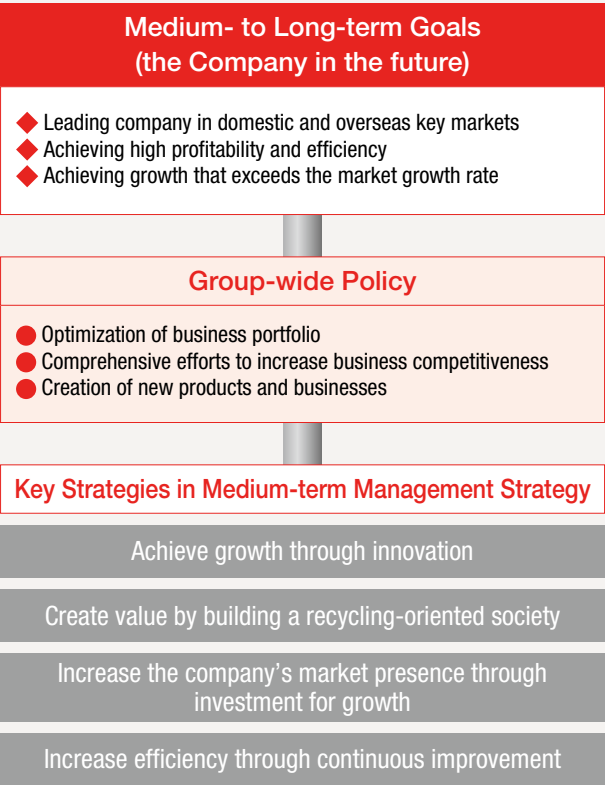 Medium- to Long-term Goals
(the Company in the future)
Leading company in domestic and overseas key markets
Achieving high profitability and efficiency
Achieving growth that exceeds the market growth rate
Group-wide Policy
Optimization of business portfolio
Comprehensive efforts to increase business competitiveness
Creation of new products and businesses
Key Strategies in Medium-term Management Strategy
Achieve growth through innovation
Create value by building a recycling-oriented society
Increase the company’s market presence through
investment for growth
Increase efficiency through continuous improvement